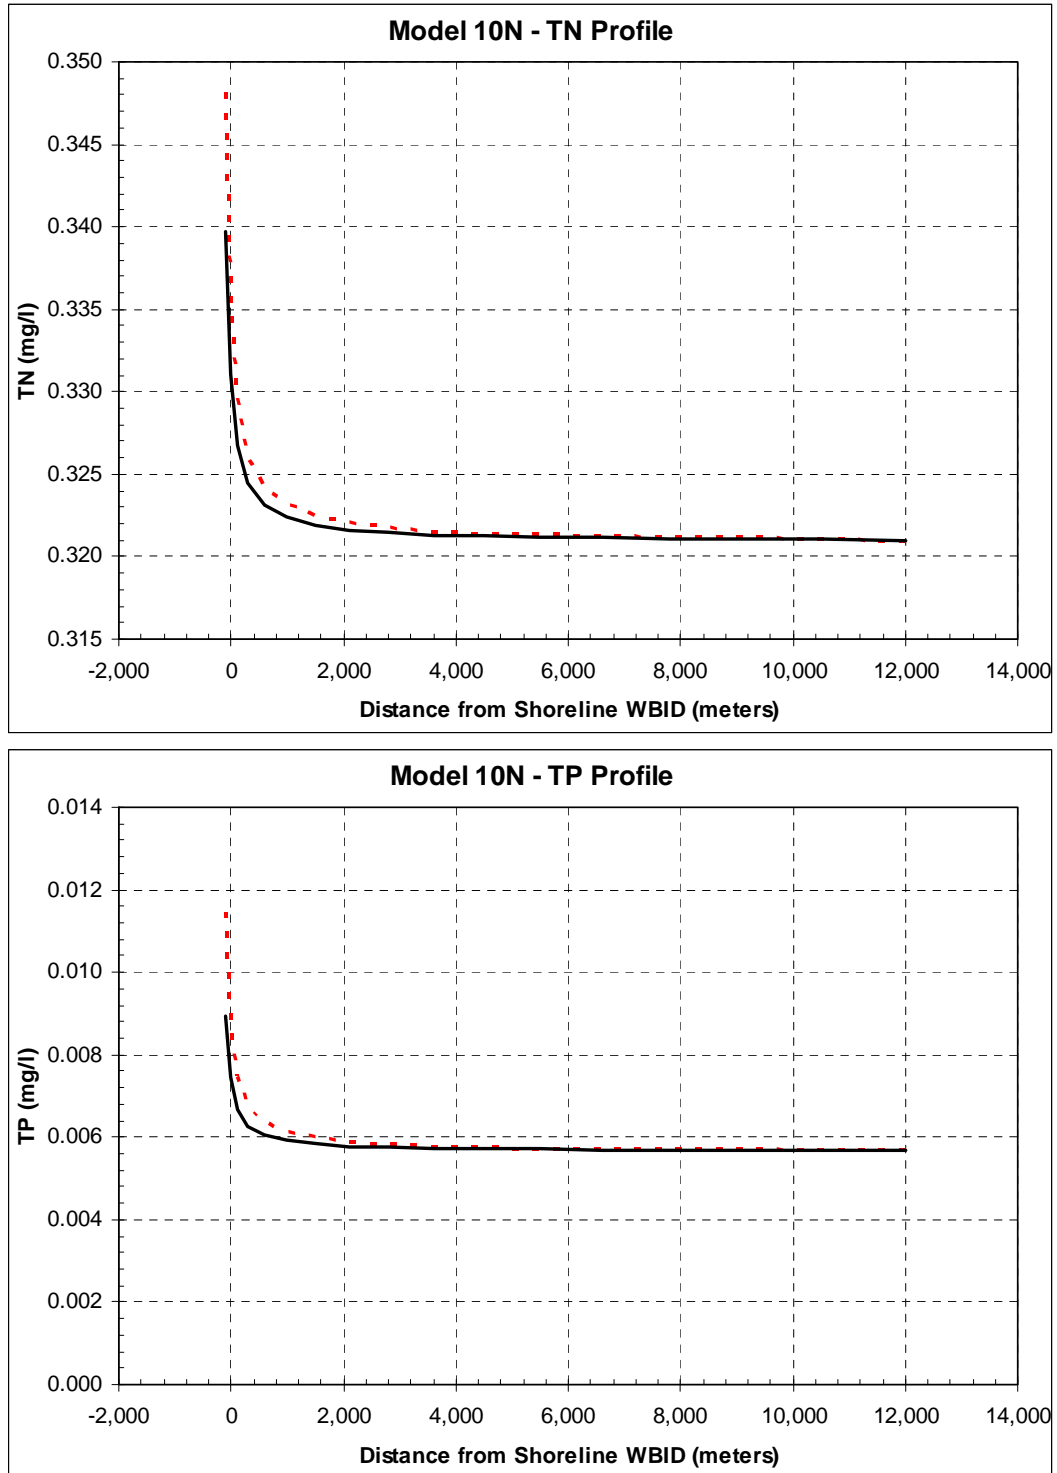 Model 10N - TN Profile
0.350
0.345
0.340
0.335
0.330
0.325
0.320
0.315
TN (mg/l)
-2,000 0 2,000 4,000 6,000 8,000 10,000 12,000 14,000
Distance from Shoreline WBID (meters)
Model 10N - TP Profile
0.014
0.012
0.010
0.008
0.006
0.004
0.002
0.000
TP (mg/l)
-2,000 0 2,000 4,000 6,000 8,000 10,000 12,000 14,000
Distance from Shoreline WBID (meters)